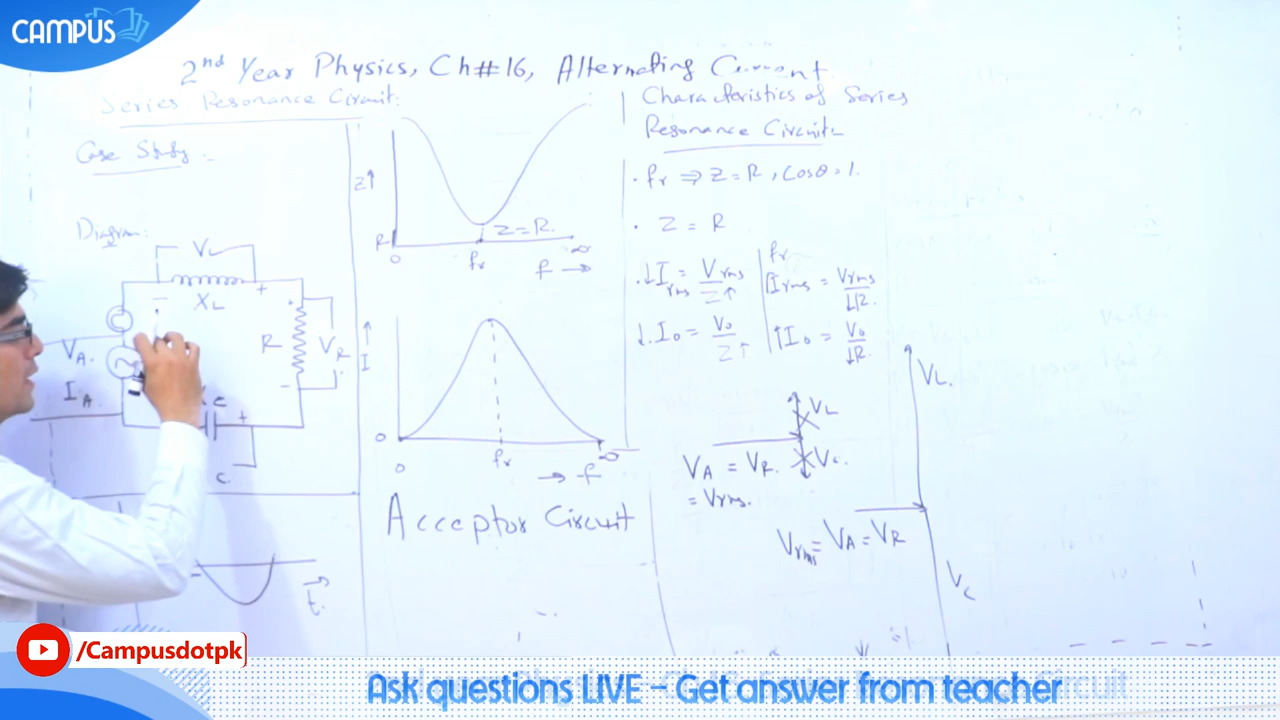 CAMPUS
2nd Year Physics, Ch#16, Alternating Current
Series Resonance Circuit:
Case Study:
Diagram:
VL
XL
+
R
VR
VA
IA
C
+
C
t
Z↑
R
0
fr
Z = R.
f →
∞
I
0
0
fr
→ f
∞
Acceptor Circuit
Characteristics of Series
Resonance Circuit
. fr ⇒ Z = R, Cosθ = 1.
. Z = R
. ↓Irms = Vrms / Z↑
fr
↑Irms = Vrms / ↓R.
↓. I0 = V0 / Z↑
↑I0 = V0 / ↓R.
VL
VA = VR. VC.
= Vrms.
VL.
Vrms = VA = VR
VC
/Campusdotpk
Ask questions LIVE – Get answer from teacher